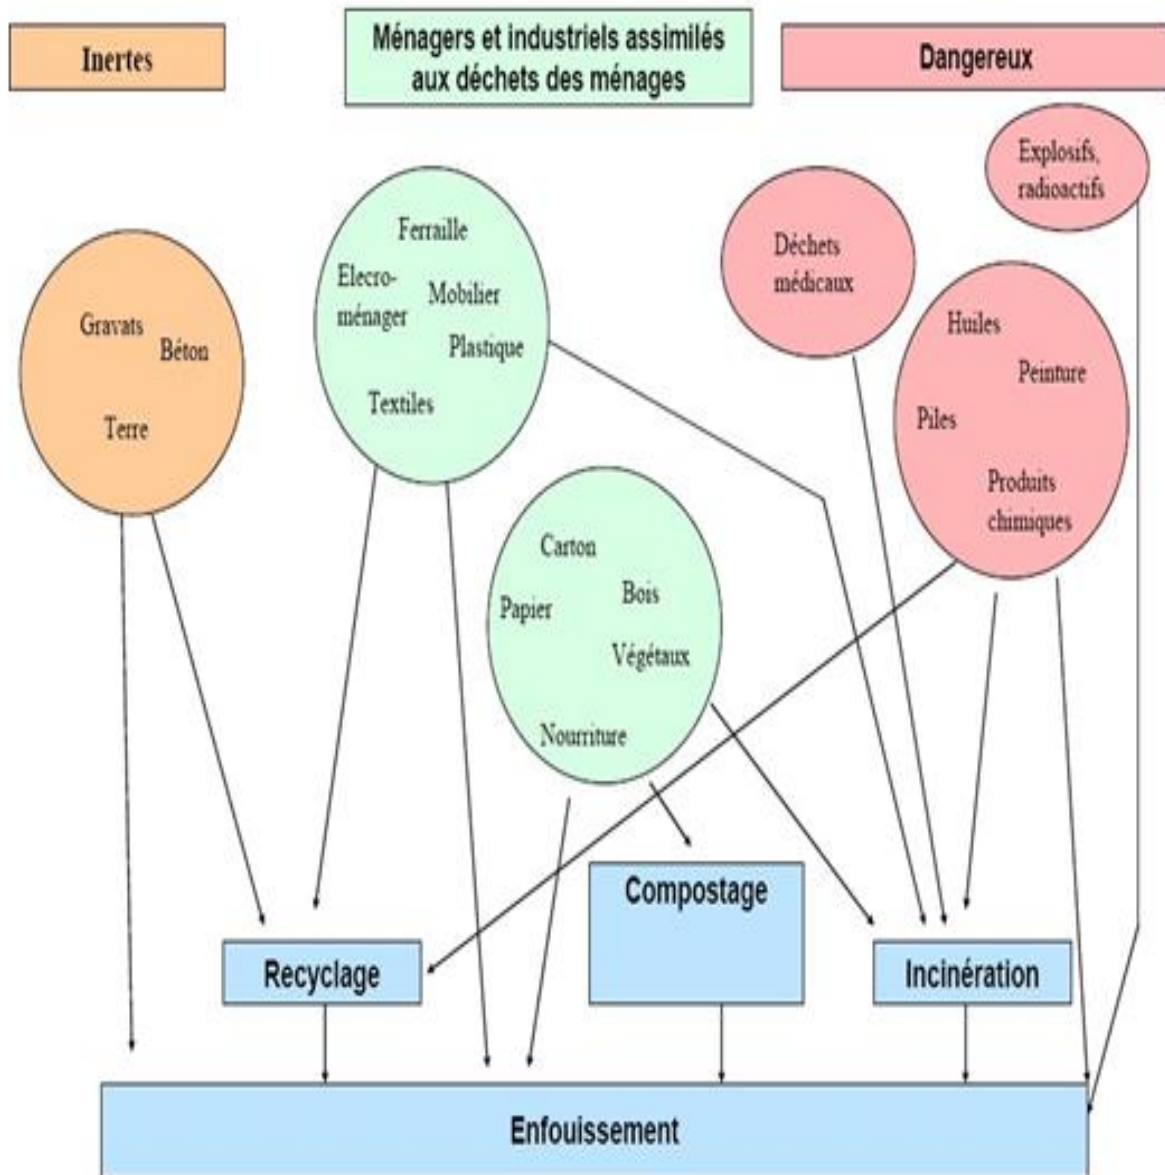 Inertes
Ménagers et industriels assimilés
aux déchets des ménages
Dangereux
Explosifs,
radioactifs
Ferraille
Elecro-
ménager
Mobilier
Plastique
Textiles
Déchets
médicaux
Gravats
Béton
Terre
Huiles
Peinture
Piles
Produits
chimiques
Carton
Papier
Bois
Végétaux
Nourriture
Compostage
Recyclage
Incinération
Enfouissement